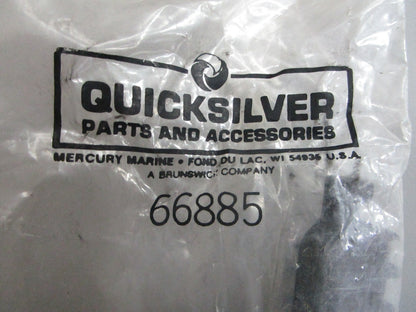 QUICKSILVER
PARTS AND ACCESSORIES
MERCURY MARINE • FOND DU LAC, WI 54935 U.S.A.
A BRUNSWICK COMPANY
66885